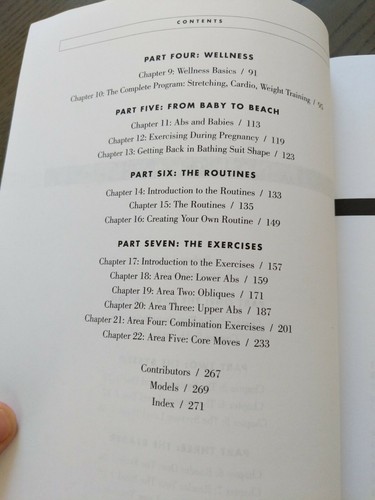 CONTENTS
PART FOUR: WELLNESS
Chapter 9: Wellness Basics / 91
Chapter 10: The Complete Program: Stretching, Cardio, Weight Training / 95
PART FIVE: FROM BABY TO BEACH
Chapter 11: Abs and Babies / 113
Chapter 12: Exercising During Pregnancy / 119
Chapter 13: Getting Back in Bathing Suit Shape / 123
PART SIX: THE ROUTINES
Chapter 14: Introduction to the Routines / 133
Chapter 15: The Routines / 135
Chapter 16: Creating Your Own Routine / 149
PART SEVEN: THE EXERCISES
Chapter 17: Introduction to the Exercises / 157
Chapter 18: Area One: Lower Abs / 159
Chapter 19: Area Two: Obliques / 171
Chapter 20: Area Three: Upper Abs / 187
Chapter 21: Area Four: Combination Exercises / 201
Chapter 22: Area Five: Core Moves / 233
Contributors / 267
Models / 269
Index / 271